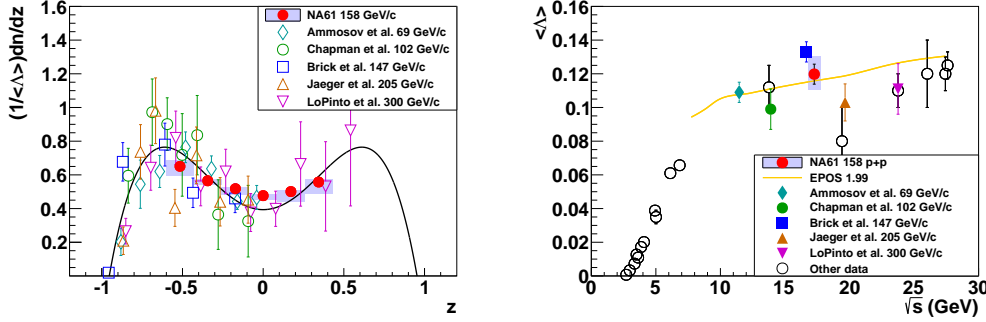 (1/<Λ>)dn/dz
1.6
1.4
1.2
1.0
0.8
0.6
0.4
0.2
-1
-0.5
0
0.5
1
z
NA61 158 GeV/c
Ammosov et al. 69 GeV/c
Chapman et al. 102 GeV/c
Brick et al. 147 GeV/c
Jaeger et al. 205 GeV/c
LoPinto et al. 300 GeV/c
<Λ>
0.16
0.14
0.12
0.10
0.08
0.06
0.04
0.02
0.00
0
5
10
15
20
25
30
√s (GeV)
NA61 158 p+p
EPOS 1.99
Ammosov et al. 69 GeV/c
Chapman et al. 102 GeV/c
Brick et al. 147 GeV/c
Jaeger et al. 205 GeV/c
LoPinto et al. 300 GeV/c
Other data